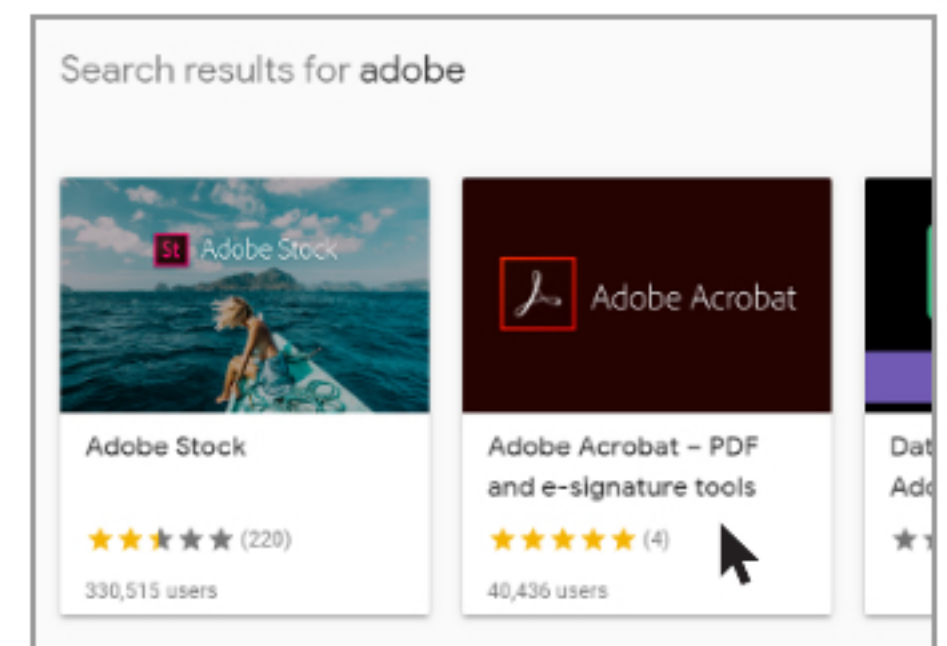 Search results for adobe
St Adobe Stock
Adobe Acrobat
Adobe Stock
Adobe Acrobat – PDF
and e-signature tools
(220)
(4)
330,515 users
40,436 users